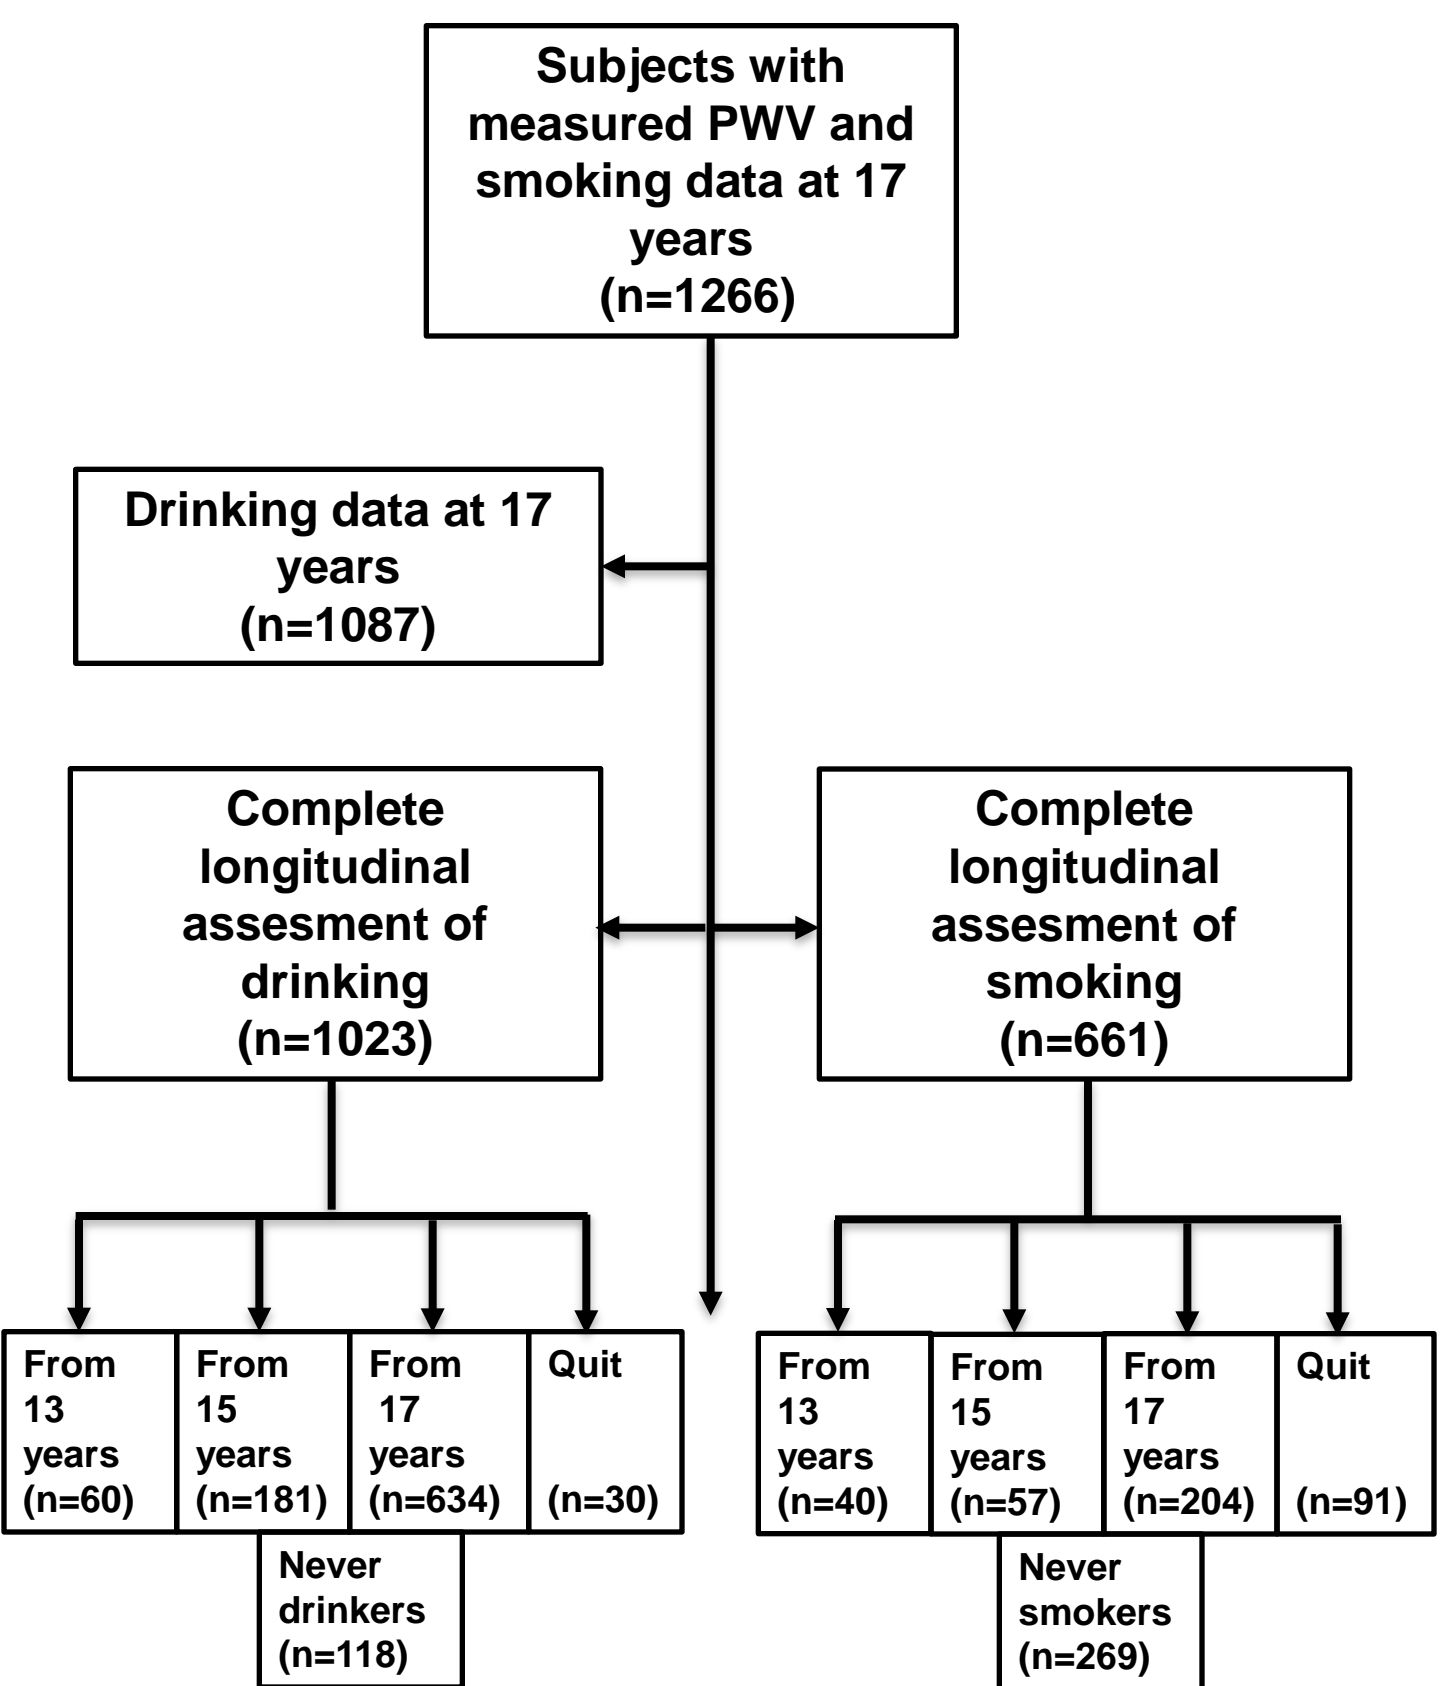 Subjects with
measured PWV and
smoking data at 17
years
(n=1266)
Drinking data at 17
years
(n=1087)
Complete
longitudinal
assesment of
drinking
(n=1023)
Complete
longitudinal
assesment of
smoking
(n=661)
From
13
years
(n=60)
From
15
years
(n=181)
From
17
years
(n=634)
Quit
(n=30)
Never
drinkers
(n=118)
From
13
years
(n=40)
From
15
years
(n=57)
From
17
years
(n=204)
Quit
(n=91)
Never
smokers
(n=269)